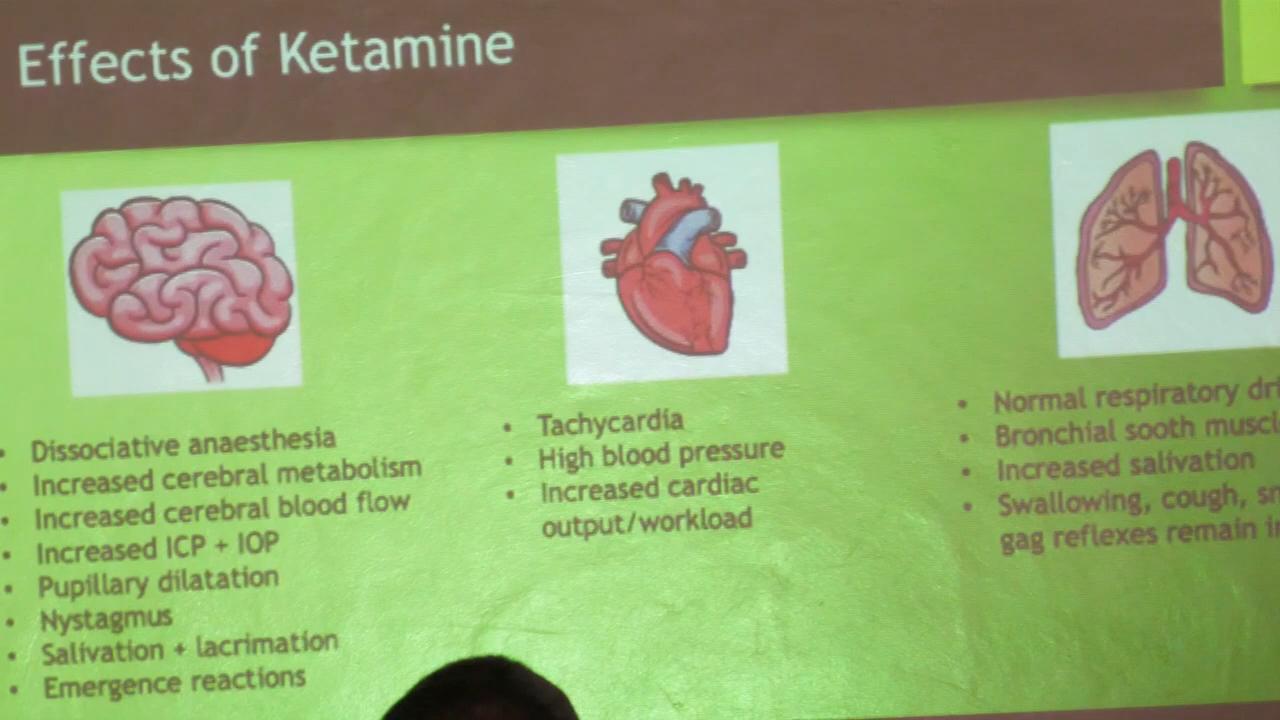 Effects of Ketamine
• Dissociative anaesthesia
• Increased cerebral metabolism
• Increased cerebral blood flow
• Increased ICP + IOP
• Pupillary dilatation
• Nystagmus
• Salivation + lacrimation
• Emergence reactions
• Tachycardia
• High blood pressure
• Increased cardiac
output/workload
• Normal respiratory
• Bronchial sooth
• Increased salivation
• Swallowing, cough,
gag reflexes remain